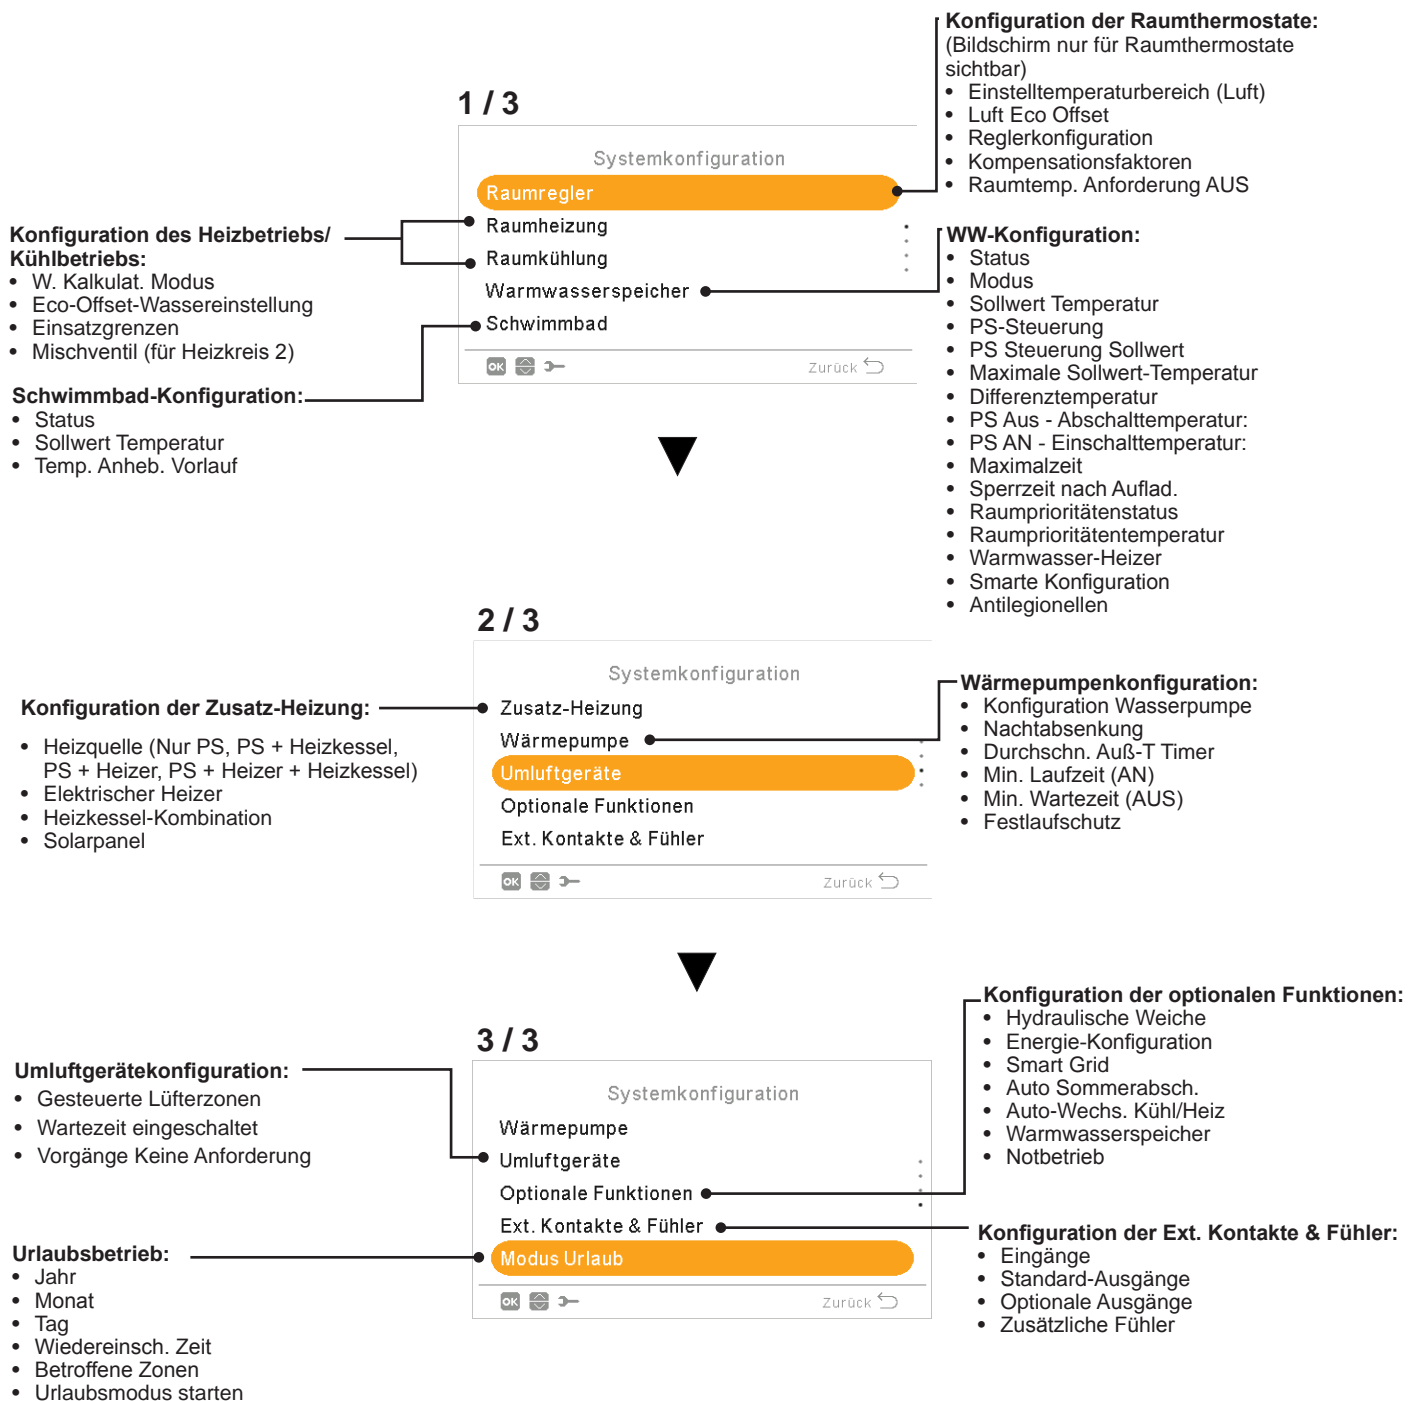 Konfiguration der Raumthermostate:
(Bildschirm nur für Raumthermostate
sichtbar)
• Einstelltemperaturbereich (Luft)
• Luft Eco Offset
• Reglerkonfiguration
• Kompensationsfaktoren
• Raumtemp. Anforderung AUS
1 / 3
Systemkonfiguration
Raumregler
Raumheizung
Raumkühlung
Warmwasserspeicher
Schwimmbad
OK
Zurück
Konfiguration des Heizbetriebs/
Kühlbetriebs:
• W. Kalkulat. Modus
• Eco-Offset-Wassereinstellung
• Einsatzgrenzen
• Mischventil (für Heizkreis 2)
Schwimmbad-Konfiguration:
• Status
• Sollwert Temperatur
• Temp. Anheb. Vorlauf
WW-Konfiguration:
• Status
• Modus
• Sollwert Temperatur
• PS-Steuerung
• PS Steuerung Sollwert
• Maximale Sollwert-Temperatur
• Differenztemperatur
• PS Aus - Abschalttemperatur:
• PS AN - Einschalttemperatur:
• Maximalzeit
• Sperrzeit nach Auflad.
• Raumprioritätenstatus
• Raumprioritätentemperatur
• Warmwasser-Heizer
• Smarte Konfiguration
• Antilegionellen
2 / 3
Systemkonfiguration
Zusatz-Heizung
Wärmepumpe
Umluftgeräte
Optionale Funktionen
Ext. Kontakte & Fühler
OK
Zurück
Konfiguration der Zusatz-Heizung:
• Heizquelle (Nur PS, PS + Heizkessel,
PS + Heizer, PS + Heizer + Heizkessel)
• Elektrischer Heizer
• Heizkessel-Kombination
• Solarpanel
Wärmepumpenkonfiguration:
• Konfiguration Wasserpumpe
• Nachtabsenkung
• Durchschn. Auß-T Timer
• Min. Laufzeit (AN)
• Min. Wartezeit (AUS)
• Festlaufschutz
3 / 3
Systemkonfiguration
Wärmepumpe
Umluftgeräte
Optionale Funktionen
Ext. Kontakte & Fühler
Modus Urlaub
OK
Zurück
Umluftgerätekonfiguration:
• Gesteuerte Lüfterzonen
• Wartezeit eingeschaltet
• Vorgänge Keine Anforderung
Urlaubsbetrieb:
• Jahr
• Monat
• Tag
• Wiedereinsch. Zeit
• Betroffene Zonen
• Urlaubsmodus starten
Konfiguration der optionalen Funktionen:
• Hydraulische Weiche
• Energie-Konfiguration
• Smart Grid
• Auto Sommerabsch.
• Auto-Wechs. Kühl/Heiz
• Warmwasserspeicher
• Notbetrieb
Konfiguration der Ext. Kontakte & Fühler:
• Eingänge
• Standard-Ausgänge
• Optionale Ausgänge
• Zusätzliche Fühler